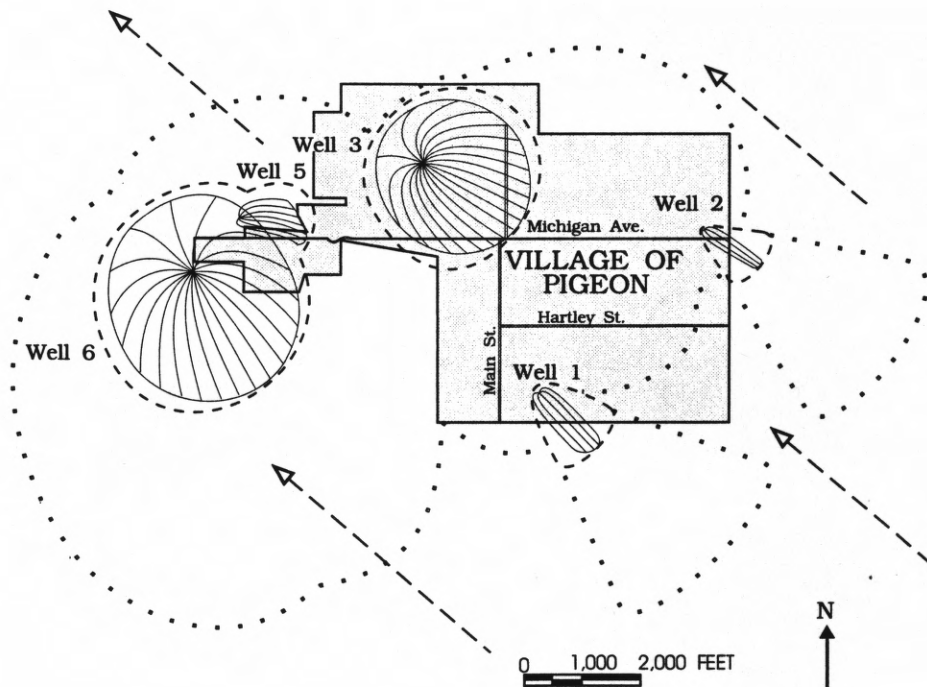 Well 3
Well 5
Well 2
Michigan Ave.
VILLAGE OF
PIGEON
Hartley St.
Well 6
Main St.
Well 1
N
0 1,000 2,000 FEET